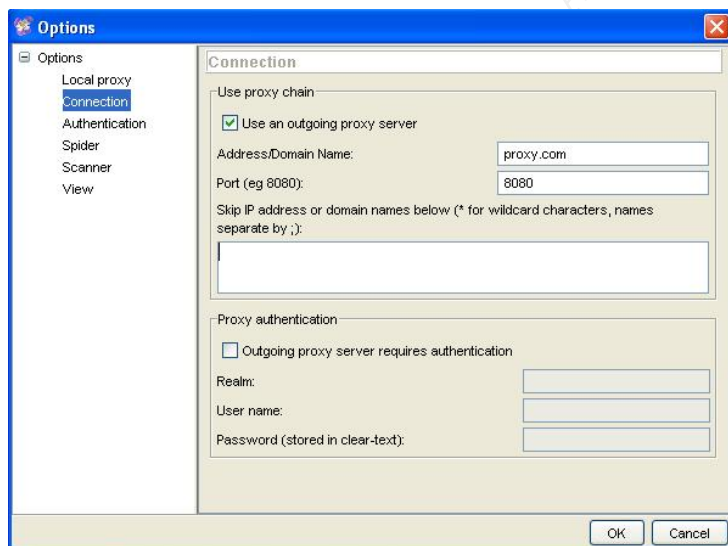 Options
Options
Local proxy
Connection
Authentication
Spider
Scanner
View
Connection
Use proxy chain
Use an outgoing proxy server
Address/Domain Name:
proxy.com
Port (eg 8080):
8080
Skip IP address or domain names below (* for wildcard characters, names
separate by ;):
Proxy authentication
Outgoing proxy server requires authentication
Realm:
User name:
Password (stored in clear-text):
OK
Cancel